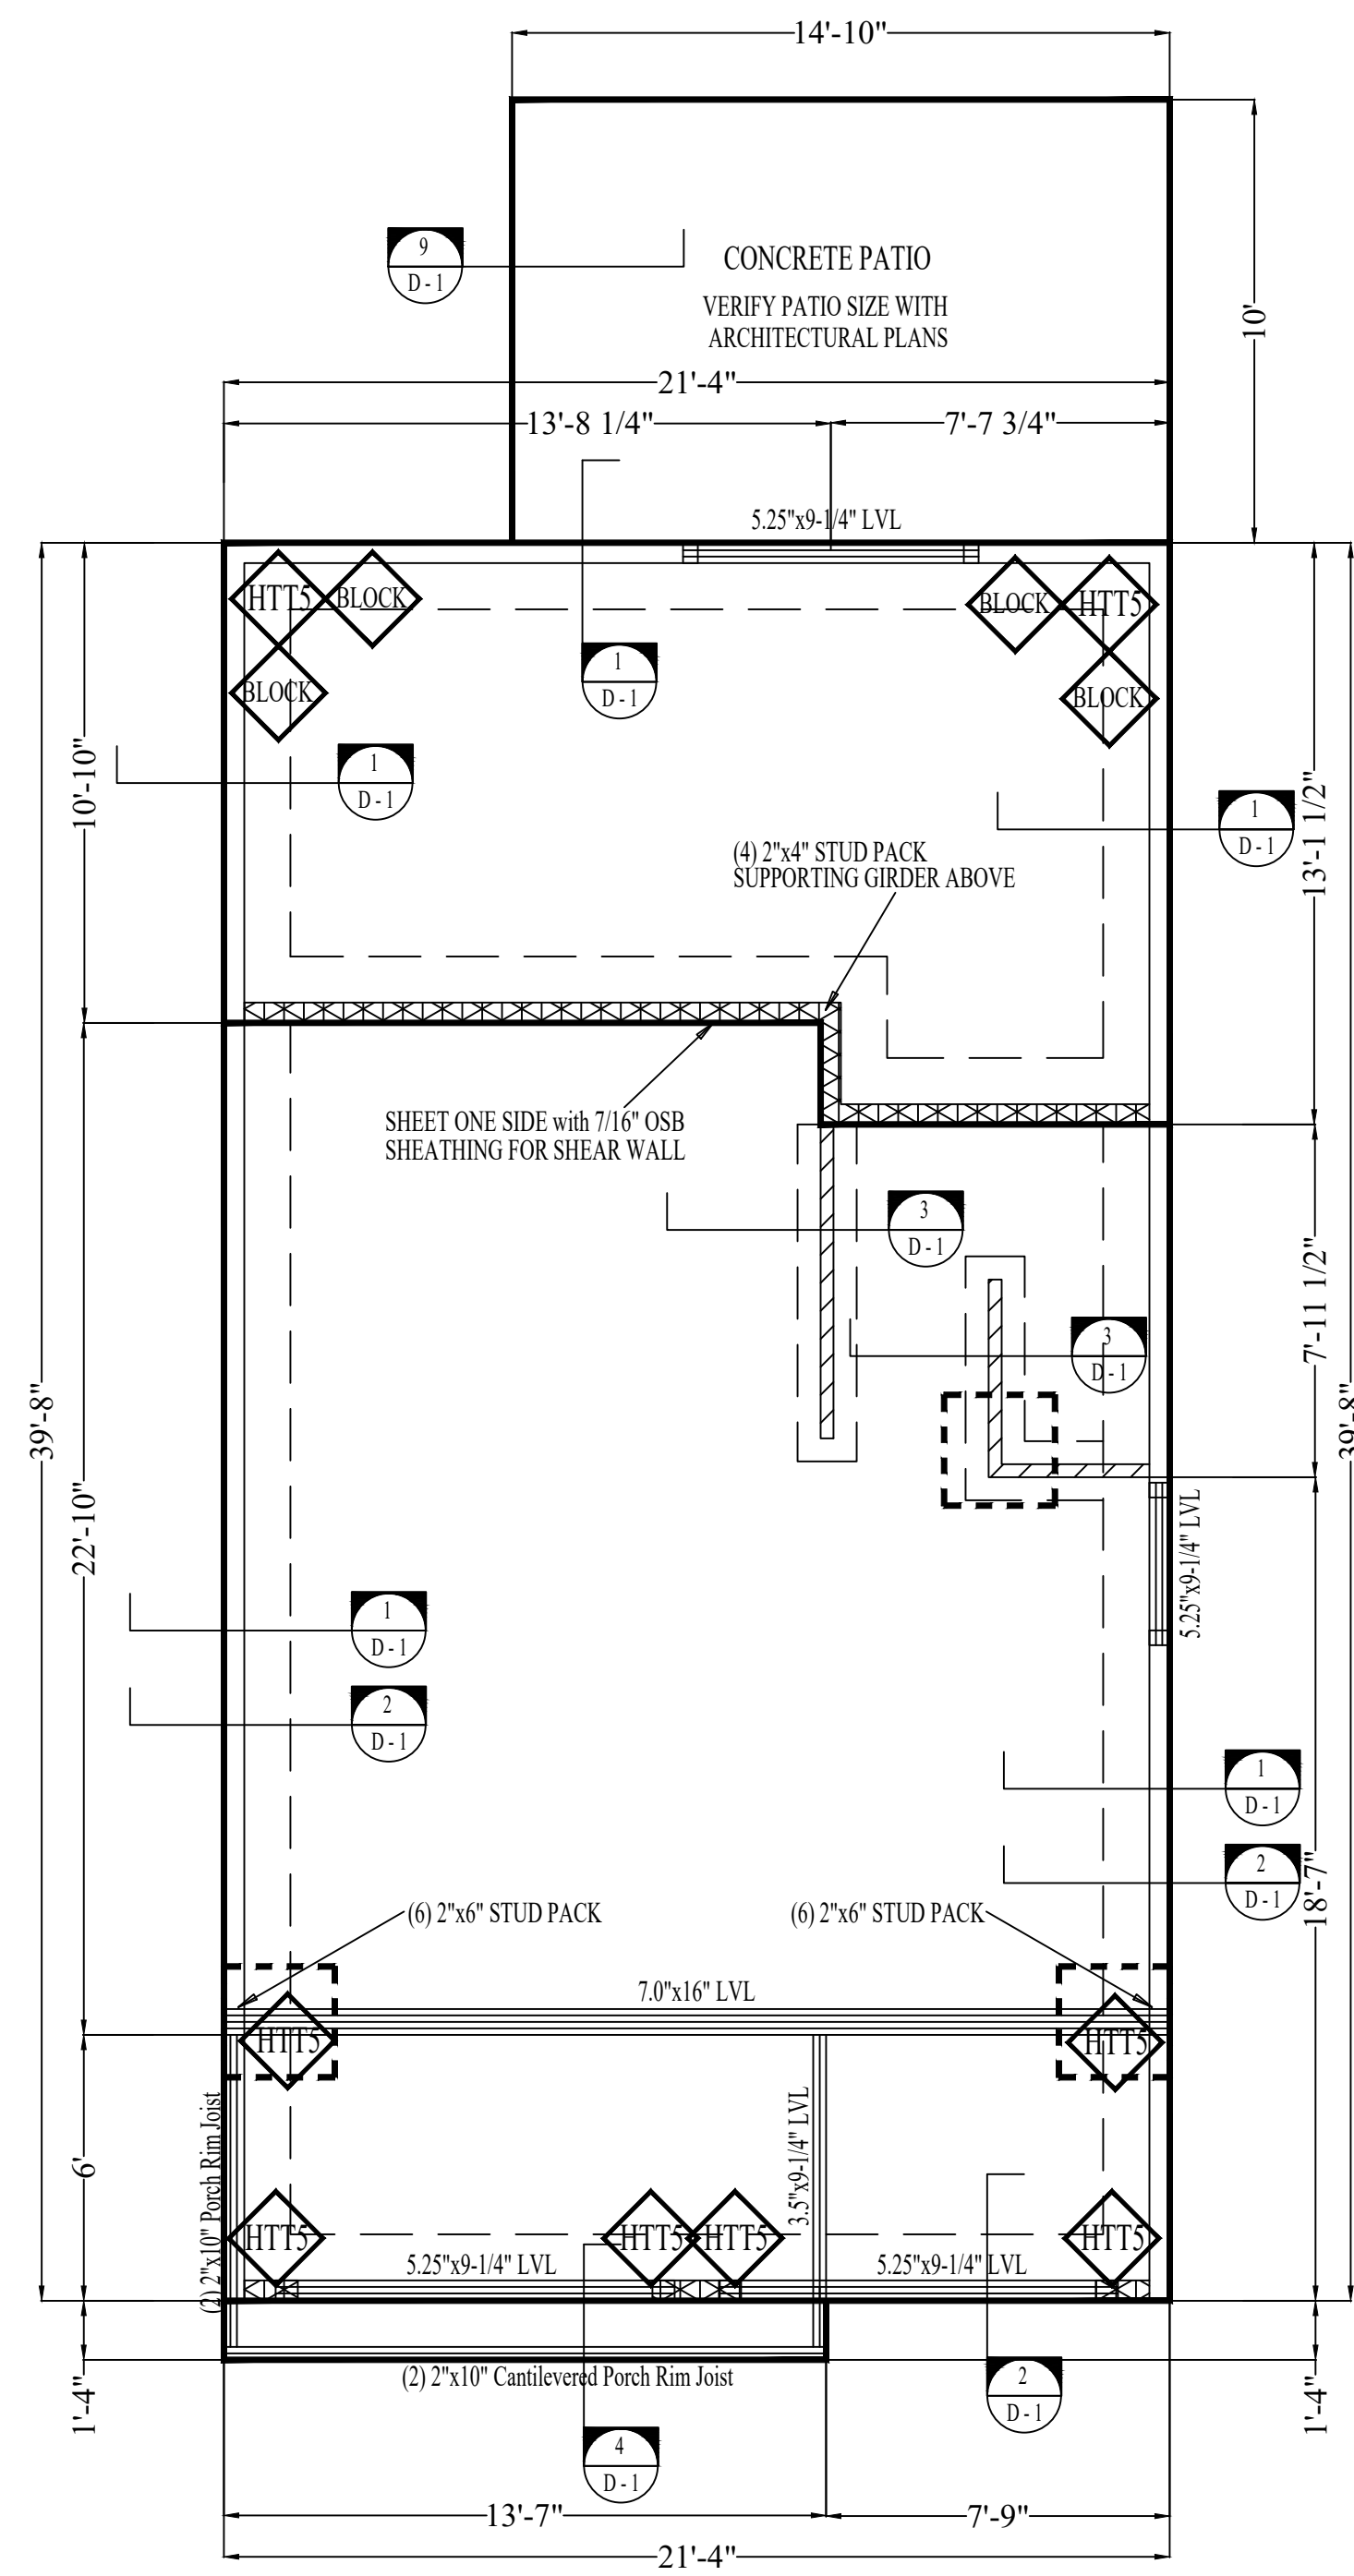 14'-10"
9
D - 1
CONCRETE PATIO
VERIFY PATIO SIZE WITH
ARCHITECTURAL PLANS
10'
21'-4"
13'-8 1/4"
7'-7 3/4"
5.25"x9-1/4" LVL
HTT5
BLOCK
BLOCK
HTT5
BLOCK
BLOCK
1
D - 1
10'-10"
1
D - 1
1
D - 1
13'-1 1/2"
(4) 2"x4" STUD PACK
SUPPORTING GIRDER ABOVE
SHEET ONE SIDE with 7/16" OSB
SHEATHING FOR SHEAR WALL
3
D - 1
3
D - 1
7'-11 1/2"
39'-8"
39'-8"
22'-10"
5.25"x9-1/4" LVL
1
D - 1
2
D - 1
1
D - 1
2
D - 1
18'-7"
(6) 2"x6" STUD PACK
(6) 2"x6" STUD PACK
7.0"x16" LVL
HTT5
HTT5
(2) 2"x10" Porch Rim Joist
6'
3.5"x9-1/4" LVL
HTT5
HTT5
HTT5
HTT5
5.25"x9-1/4" LVL
5.25"x9-1/4" LVL
(2) 2"x10" Cantilevered Porch Rim Joist
1'-4"
1'-4"
2
D - 1
4
D - 1
13'-7"
7'-9"
21'-4"